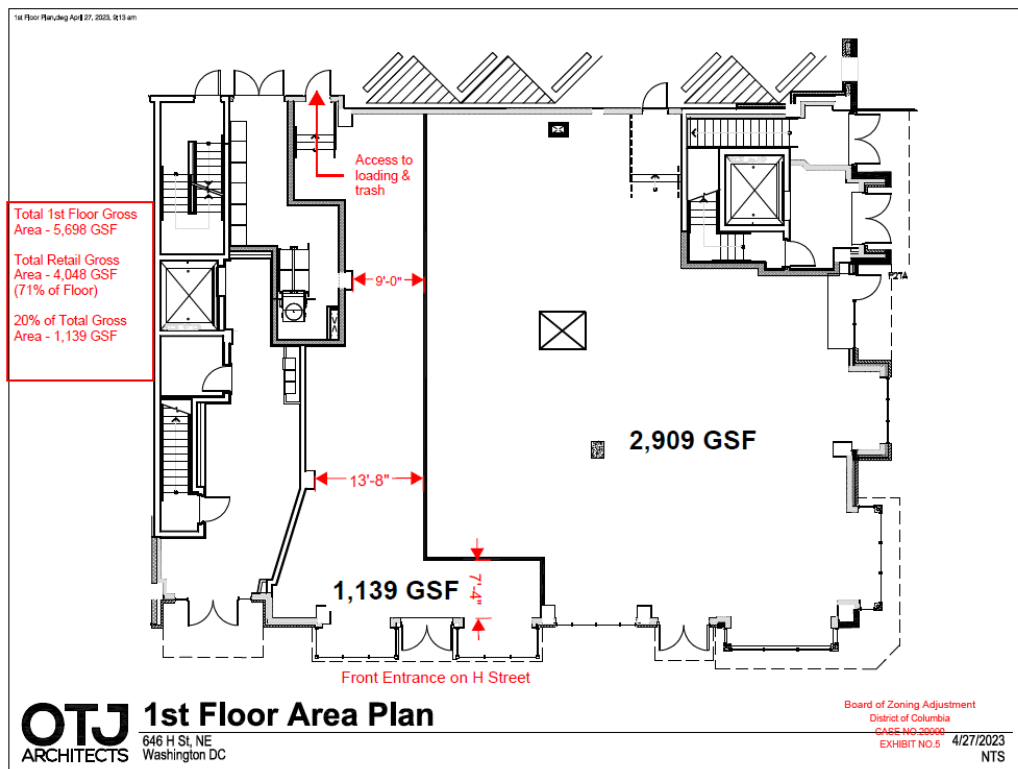 1st Floor Plan.dwg April 27, 2023, 9:13 am
Access to
loading &
trash
Total 1st Floor Gross
Area - 5,698 GSF
Total Retail Gross
Area - 4,048 GSF
(71% of Floor)
20% of Total Gross
Area - 1,139 GSF
9'-0"
P27A
2,909 GSF
13'-8"
7'-4"
1,139 GSF
Front Entrance on H Street
OTJ
ARCHITECTS
1st Floor Area Plan
646 H St, NE
Washington DC
Board of Zoning Adjustment
District of Columbia
CASE NO.
EXHIBIT NO.5
4/27/2023
NTS